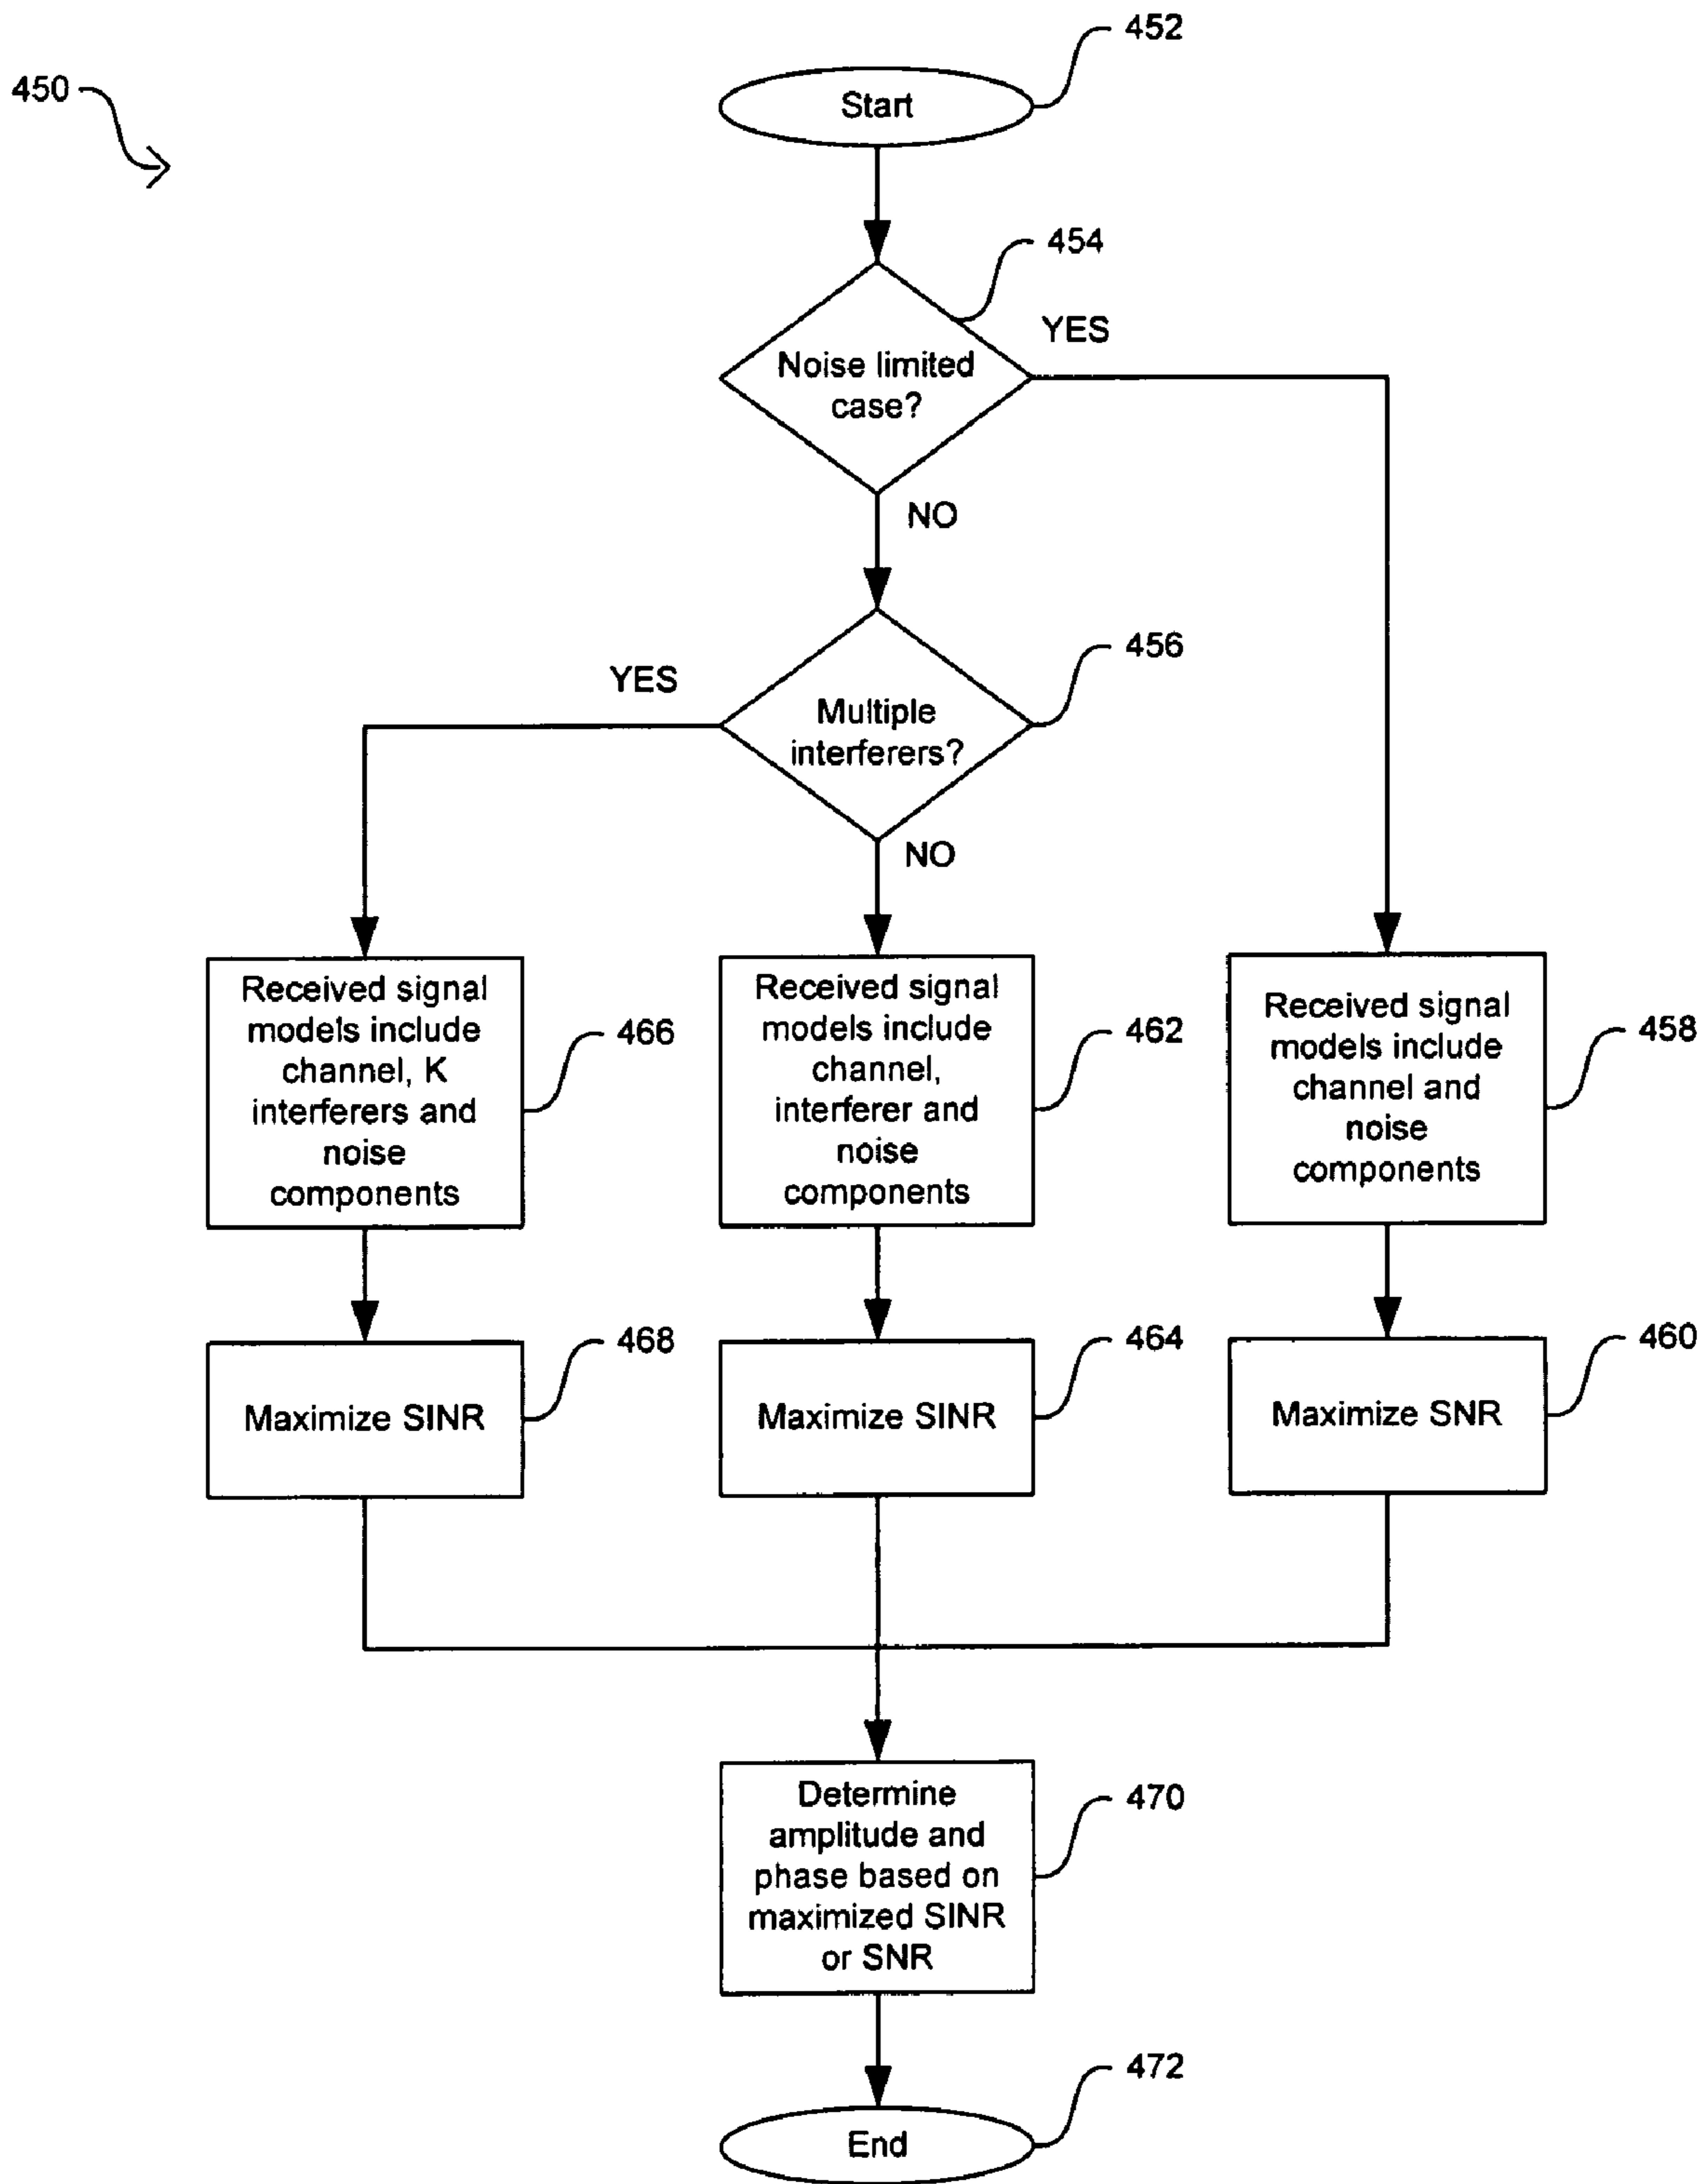 452
450
Start
454
YES
Noise limited
case?
NO
456
YES
Multiple
interferers?
NO
Received signal
models include
channel, K
interferers and
noise
components
466
Received signal
models include
channel,
interferer and
noise
components
462
Received signal
models include
channel and
noise
components
458
Maximize SINR
468
Maximize SINR
464
Maximize SNR
460
Determine
amplitude and
phase based on
maximized SINR
or SNR
470
472
End